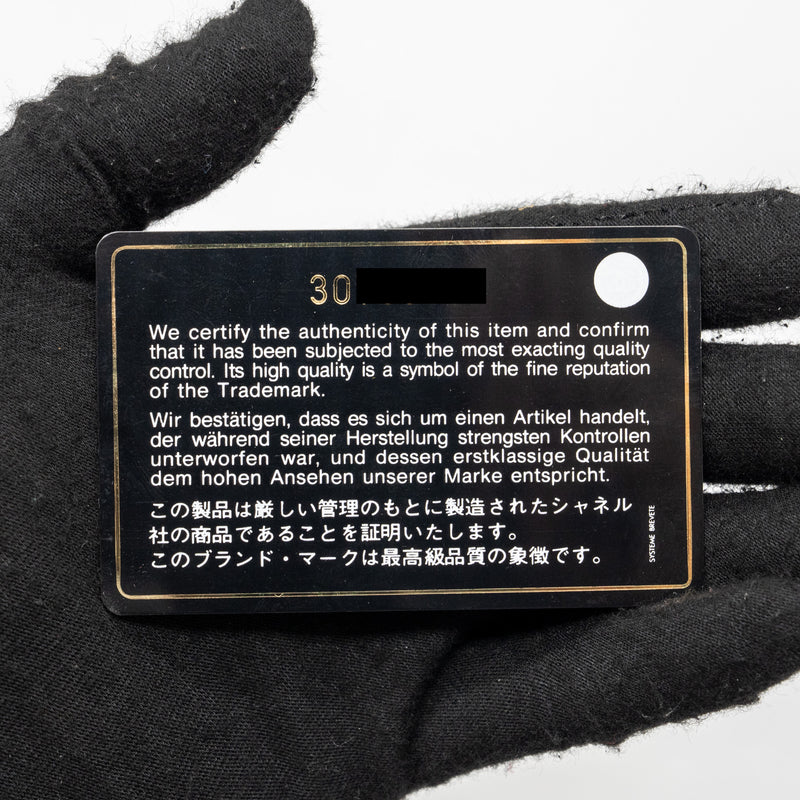 30
We certify the authenticity of this item and confirm
that it has been subjected to the most exacting quality
control. Its high quality is a symbol of the fine reputation
of the Trademark.
Wir bestätigen, dass es sich um einen Artikel handelt,
der während seiner Herstellung strengsten Kontrollen
unterworfen war, und dessen erstklassige Qualität
dem hohen Ansehen unserer Marke entspricht.
この製品は厳しい管理のもとに製造されたシャネル
社の商品であることを証明いたします。
このブランド・マークは最高級品質の象徴です。
SYSTEME BREVETE